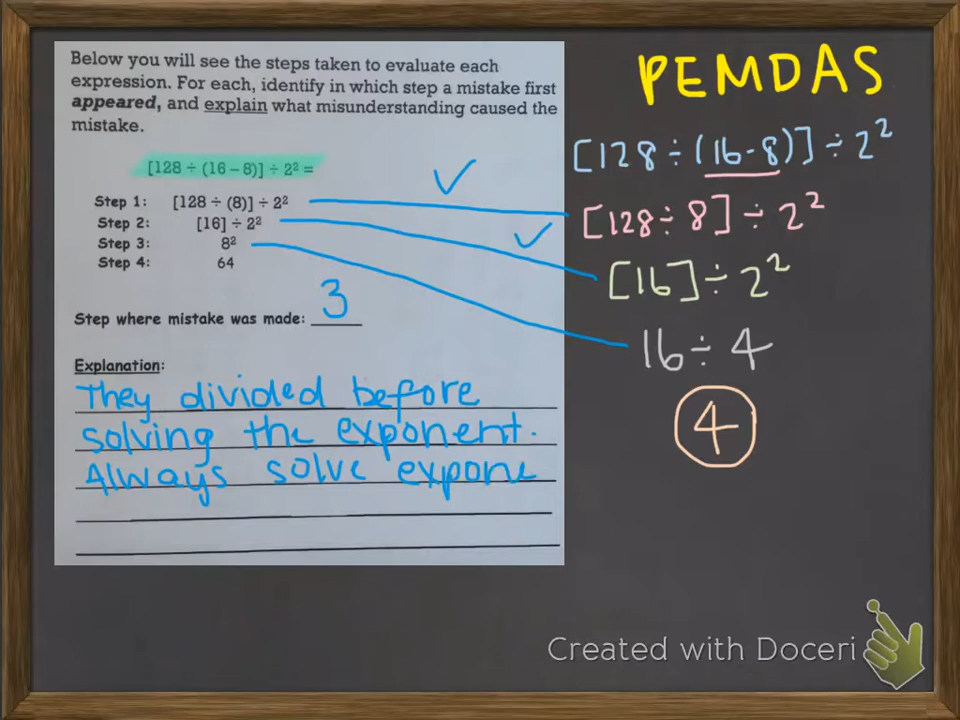 Below you will see the steps taken to evaluate each
expression. For each, identify in which step a mistake first
appeared, and explain what misunderstanding caused the
mistake.
[128 ÷ (16 – 8)] ÷ 2² =
Step 1: [128 ÷ (8)] ÷ 2²
Step 2: [16] ÷ 2²
Step 3: 8²
Step 4: 64
Step where mistake was made: 3
Explanation:
They divided before
solving the exponent.
Always solve expone
PEMDAS
[128 ÷ (16-8)] ÷ 2²
[128 ÷ 8] ÷ 2²
[16] ÷ 2²
16 ÷ 4
4
Created with Doceri